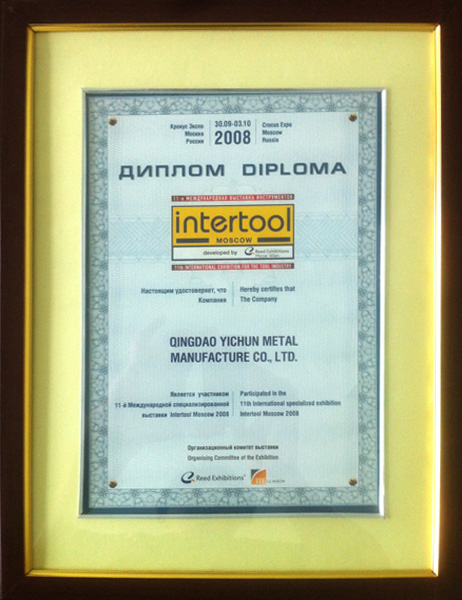 Крокус Экспо
Москва
Россия
30.09-03.10
2008
Crocus Expo
Moscow
Russia
ДИПЛОМ DIPLOMA
11-я МЕЖДУНАРОДНАЯ ВЫСТАВКА ИНСТРУМЕНТОВ
intertool
MOSCOW
developed by Reed Exhibitions
Messe Wien
11th INTERNATIONAL EXHIBITION FOR THE TOOL INDUSTRY
Настоящим удостоверяет, что
Компания
Hereby certifies that
The Company
QINGDAO YICHUN METAL
MANUFACTURE CO., LTD.
Является участником
11-й Международной специализированной
выставки Intertool Moscow 2008
Participated in the
11th International specialized exhibition
Intertool Moscow 2008
Организационный комитет выставки
Organising Committee of the Exhibition
Reed Exhibitions